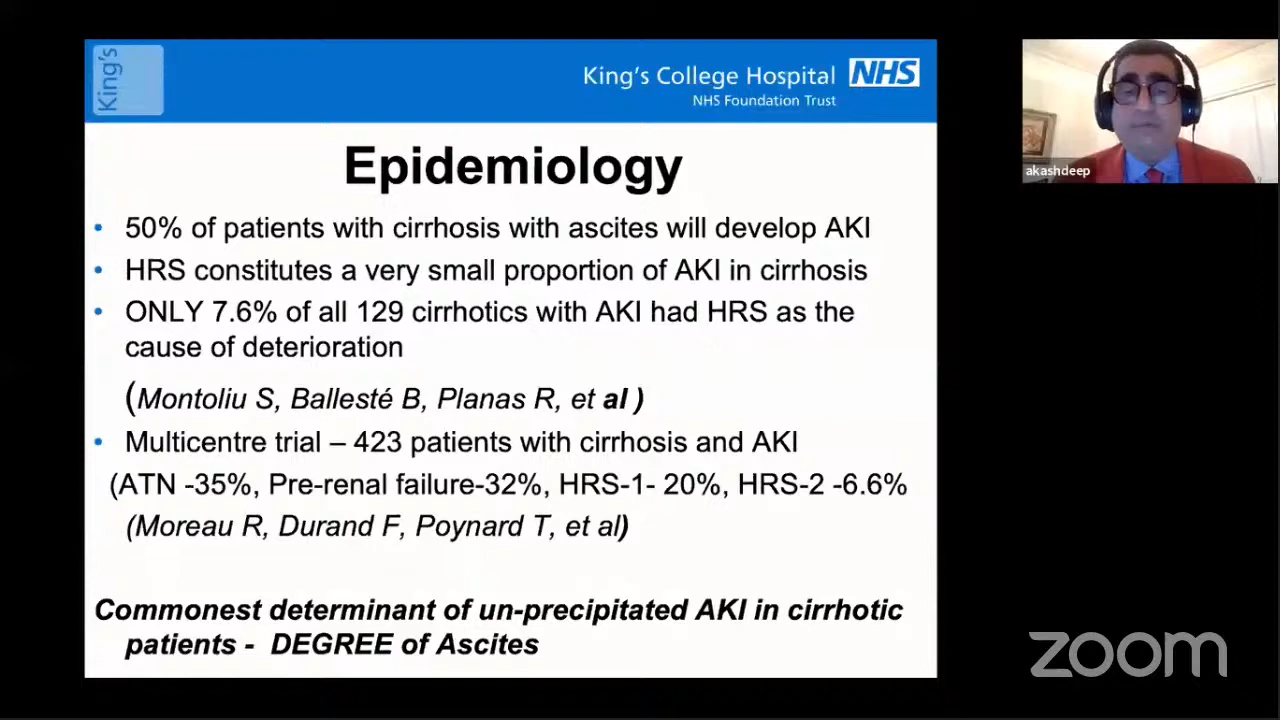 King's
King's College Hospital NHS
NHS Foundation Trust
Epidemiology
• 50% of patients with cirrhosis with ascites will develop AKI
• HRS constitutes a very small proportion of AKI in cirrhosis
• ONLY 7.6% of all 129 cirrhotics with AKI had HRS as the
cause of deterioration
(Montoliu S, Ballesté B, Planas R, et al )
• Multicentre trial – 423 patients with cirrhosis and AKI
(ATN -35%, Pre-renal failure-32%, HRS-1- 20%, HRS-2 -6.6%
(Moreau R, Durand F, Poynard T, et al)
Commonest determinant of un-precipitated AKI in cirrhotic
patients - DEGREE of Ascites
akashdeep
zoom